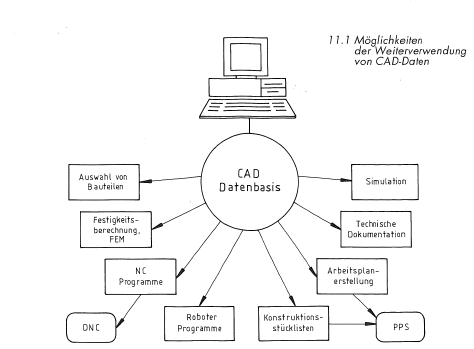 11.1 Möglichkeiten
der Weiterverwendung
von CAD-Daten
CAD
Datenbasis
Auswahl von
Bauteilen
Simulation
Festigkeits-
berechnung,
FEM
Technische
Dokumentation
NC
Programme
Arbeitsplan-
erstellung
DNC
Roboter
Programme
Konstruktions-
stücklisten
PPS